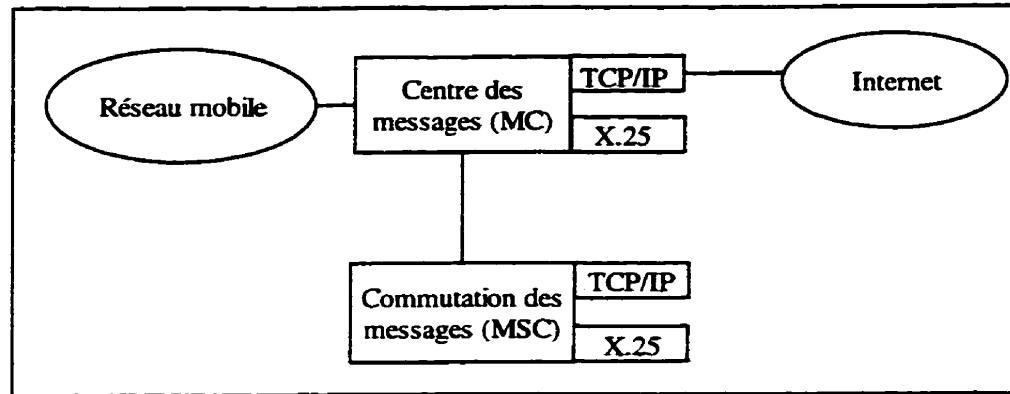 Réseau mobile
Centre des
messages (MC)
TCP/IP
X.25
Internet
Commutation des
messages (MSC)
TCP/IP
X.25